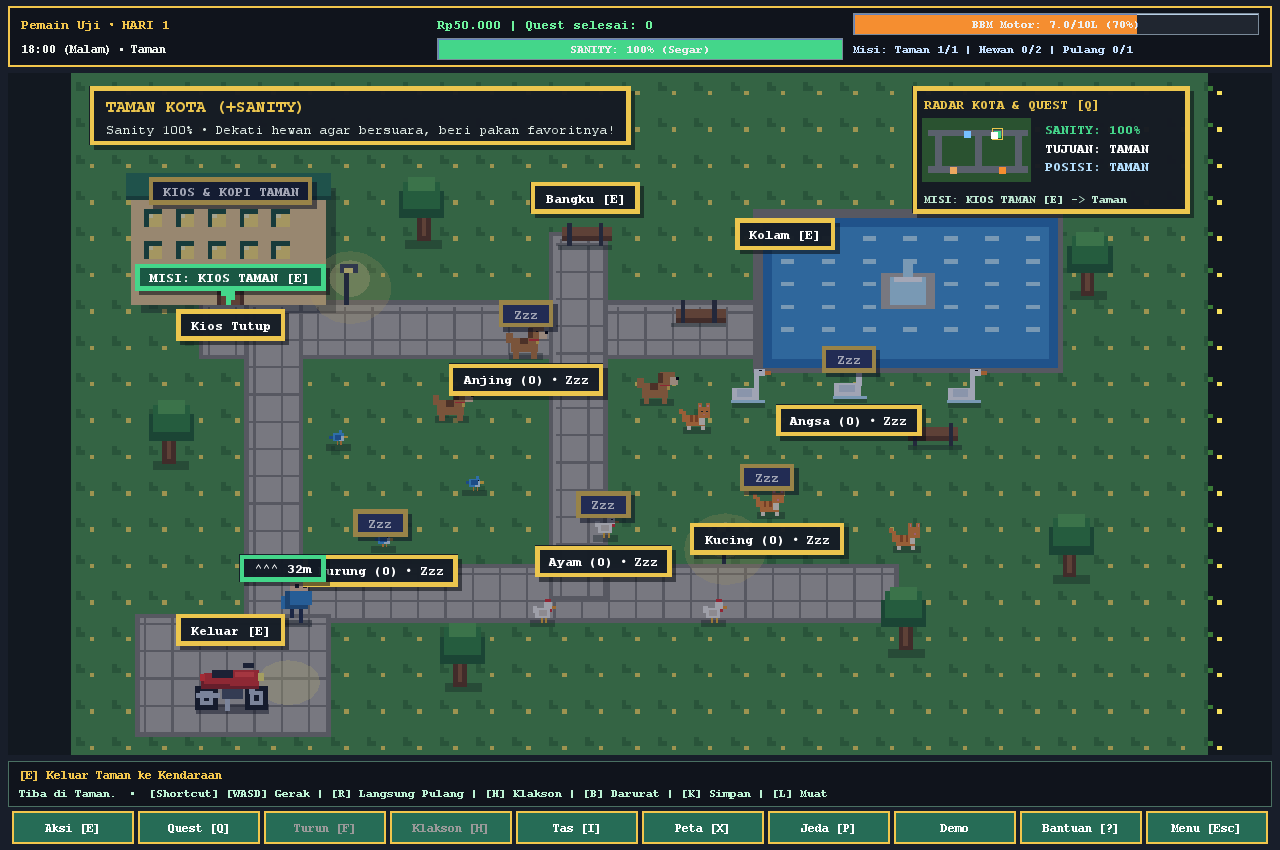 Pemain Uji • HARI 1
18:00 (Malam) • Taman
Rp50.000 | Quest selesai: 0
SANITY: 100% (Segar)
BBM Motor: 7.0/10L (70%)
Misi: Taman 1/1 | Hewan 0/2 | Pulang 0/1
TAMAN KOTA (+SANITY)
Sanity 100% • Dekati hewan agar bersuara, beri pakan favoritnya!
RADAR KOTA & QUEST [Q]
SANITY: 100%
TUJUAN: TAMAN
POSISI: TAMAN
MISI: KIOS TAMAN [E] -> Taman
KIOS & KOPI TAMAN
Bangku [E]
Kolam [E]
MISI: KIOS TAMAN [E]
Kios Tutup
Zzz
Anjing (0) • Zzz
Zzz
Angsa (0) • Zzz
Zzz
Kucing (0) • Zzz
Zzz
Ayam (0) • Zzz
Zzz
urung (0) • Zzz
^^^ 32m
Keluar [E]
[E] Keluar Taman ke Kendaraan
Tiba di Taman. • [Shortcut] [WASD] Gerak | [R] Langsung Pulang | [H] Klakson | [B] Darurat | [K] Simpan | [L] Muat
Aksi [E]
Quest [Q]
Turun [F]
Klakson [H]
Tas [I]
Peta [X]
Jeda [P]
Demo
Bantuan [?]
Menu [Esc]